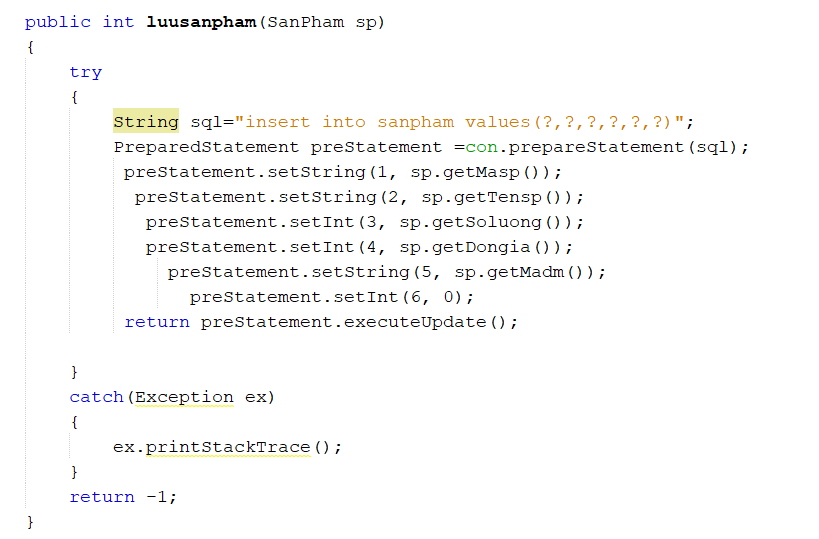 public int luusanpham(SanPham sp)
{
try
{
String sql="insert into sanpham values(?,?,?,?,?,?)";
PreparedStatement preStatement =con.prepareStatement(sql);
preStatement.setString(1, sp.getMasp());
preStatement.setString(2, sp.getTensp());
preStatement.setInt(3, sp.getSoluong());
preStatement.setInt(4, sp.getDongia());
preStatement.setString(5, sp.getMadm());
preStatement.setInt(6, 0);
return preStatement.executeUpdate();
}
catch(Exception ex)
{
ex.printStackTrace();
}
return -1;
}